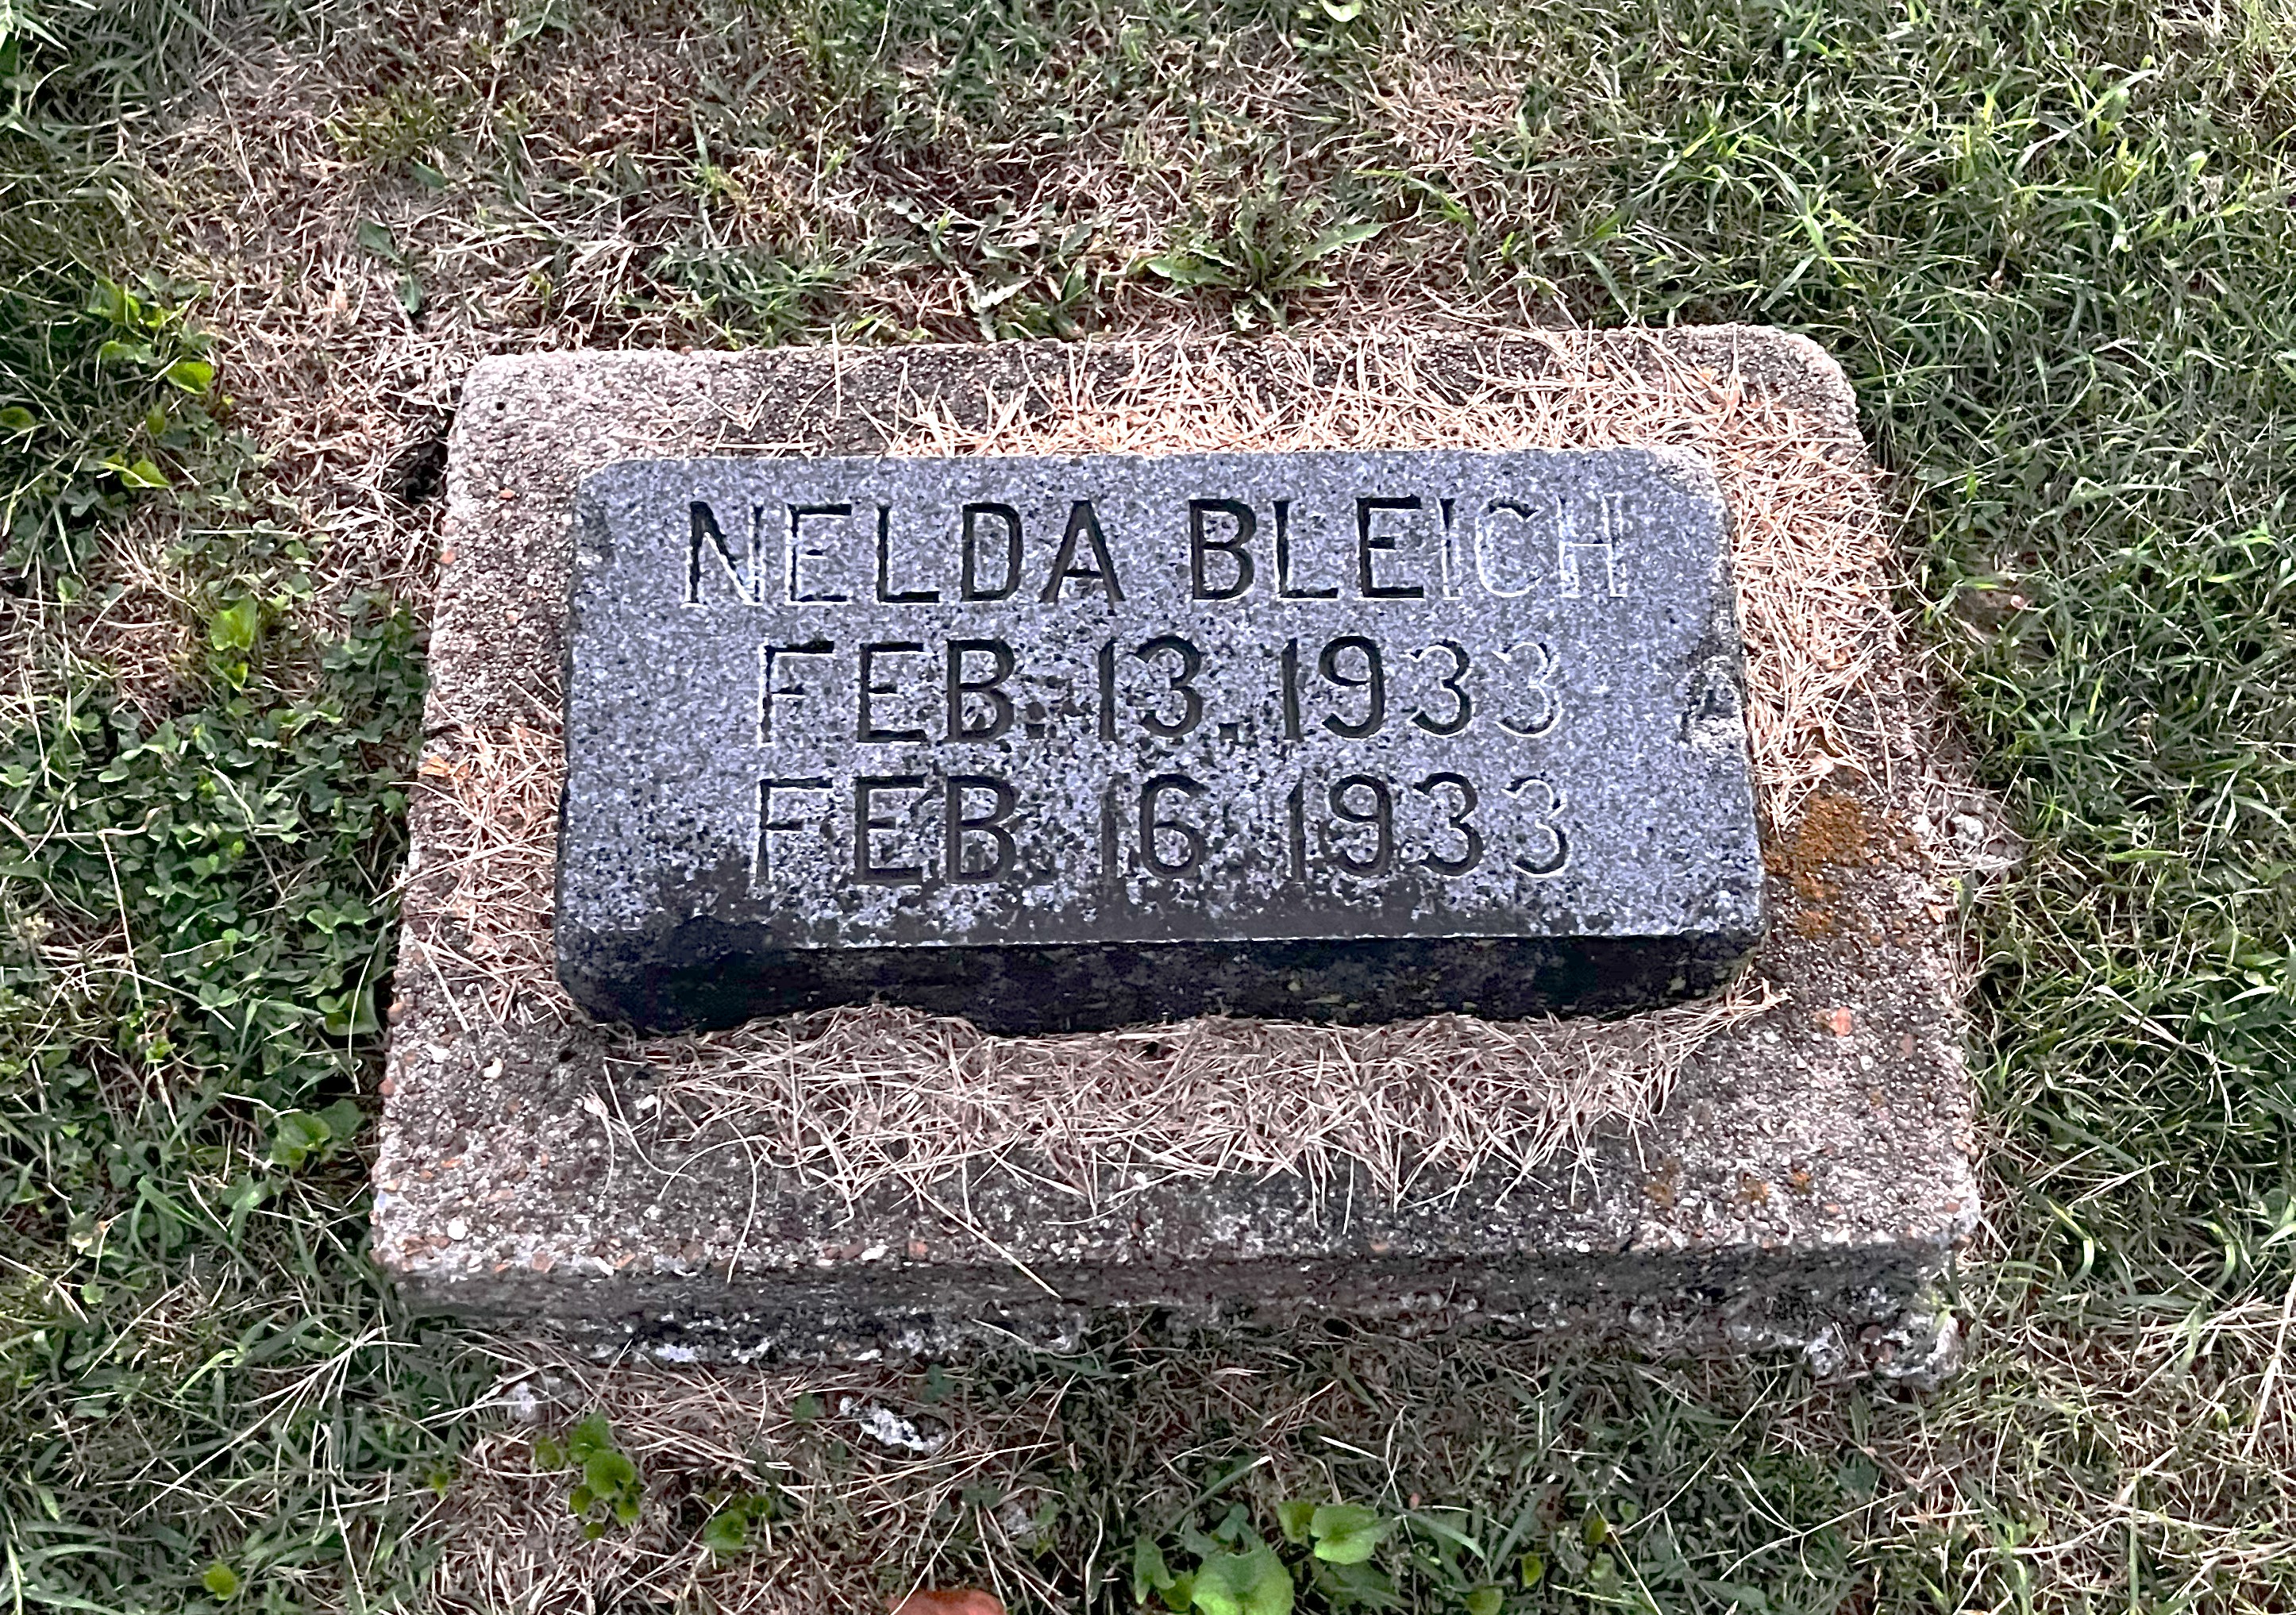 NELDA BLEICH
FEB. 13. 1933
FEB. 16. 1933